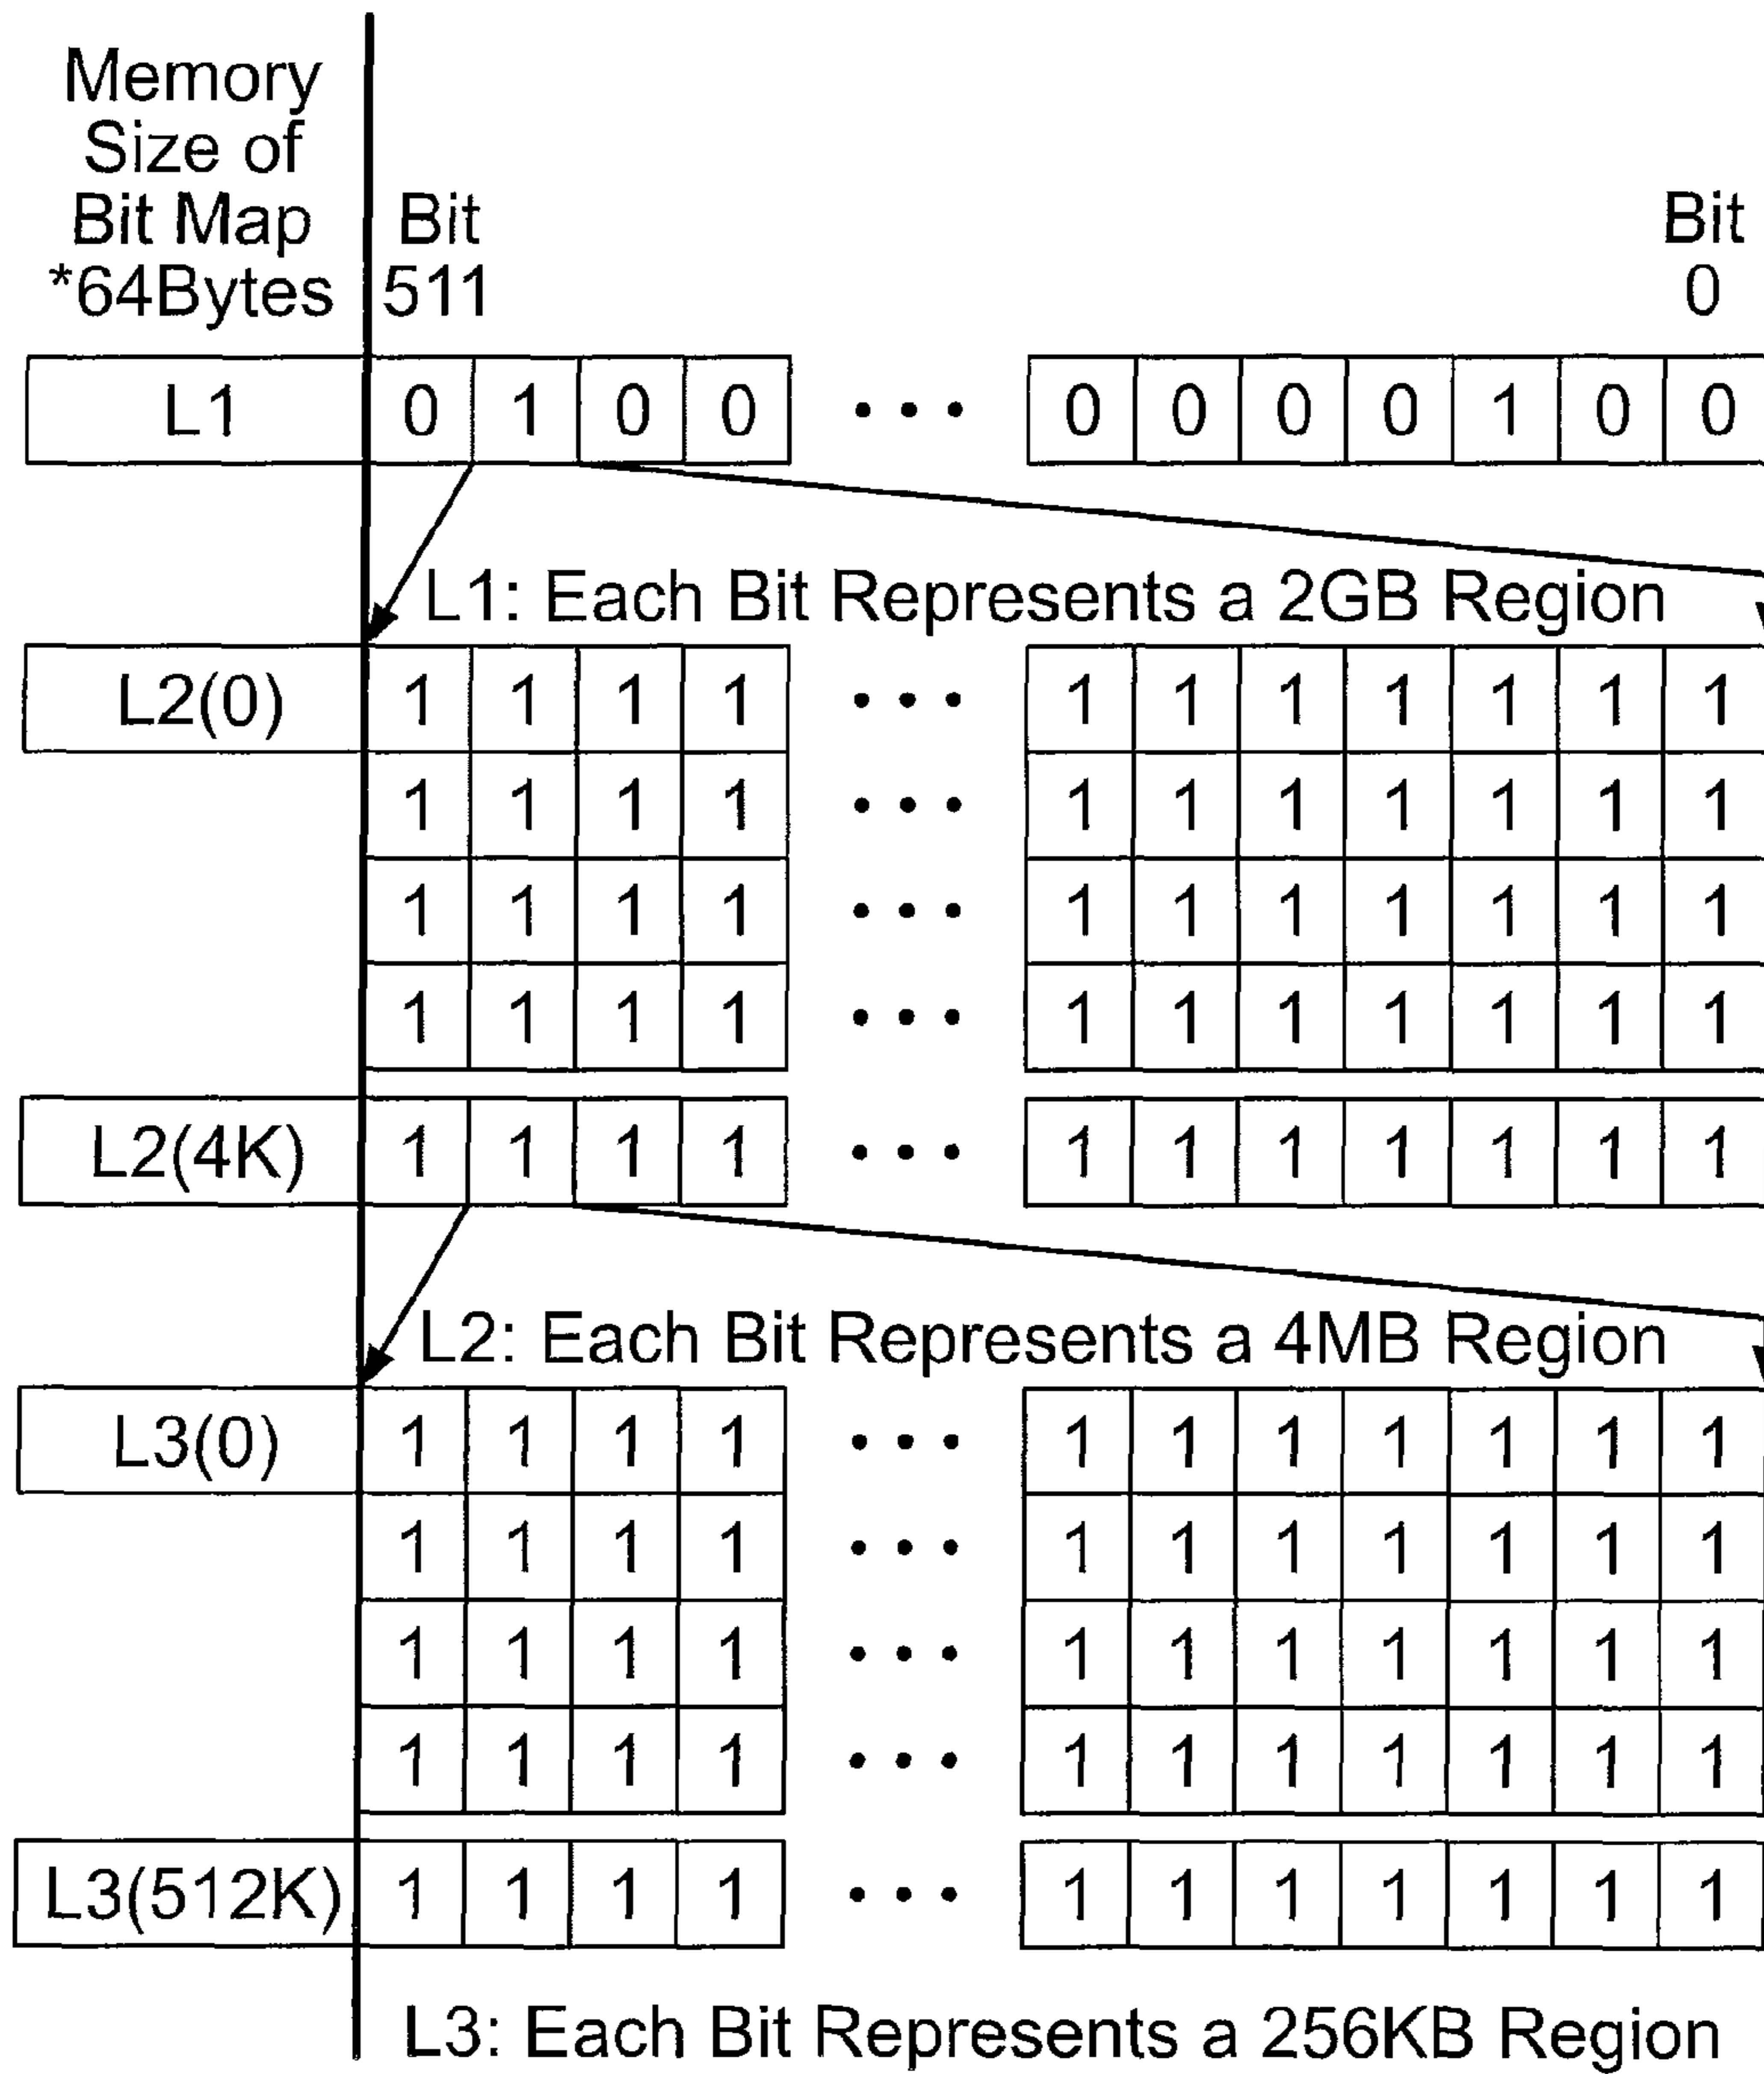 Memory
Size of
Bit Map
*64Bytes
Bit
511
Bit
0
L1 0 1 0 0 ••• 0 0 0 0 1 0 0
L1: Each Bit Represents a 2GB Region
L2(0) 1 1 1 1 ••• 1 1 1 1 1 1 1
1 1 1 1 ••• 1 1 1 1 1 1 1
1 1 1 1 ••• 1 1 1 1 1 1 1
1 1 1 1 ••• 1 1 1 1 1 1 1
L2(4K) 1 1 1 1 ••• 1 1 1 1 1 1 1
L2: Each Bit Represents a 4MB Region
L3(0) 1 1 1 1 ••• 1 1 1 1 1 1 1
1 1 1 1 ••• 1 1 1 1 1 1 1
1 1 1 1 ••• 1 1 1 1 1 1 1
1 1 1 1 ••• 1 1 1 1 1 1 1
L3(512K) 1 1 1 1 ••• 1 1 1 1 1 1 1
L3: Each Bit Represents a 256KB Region